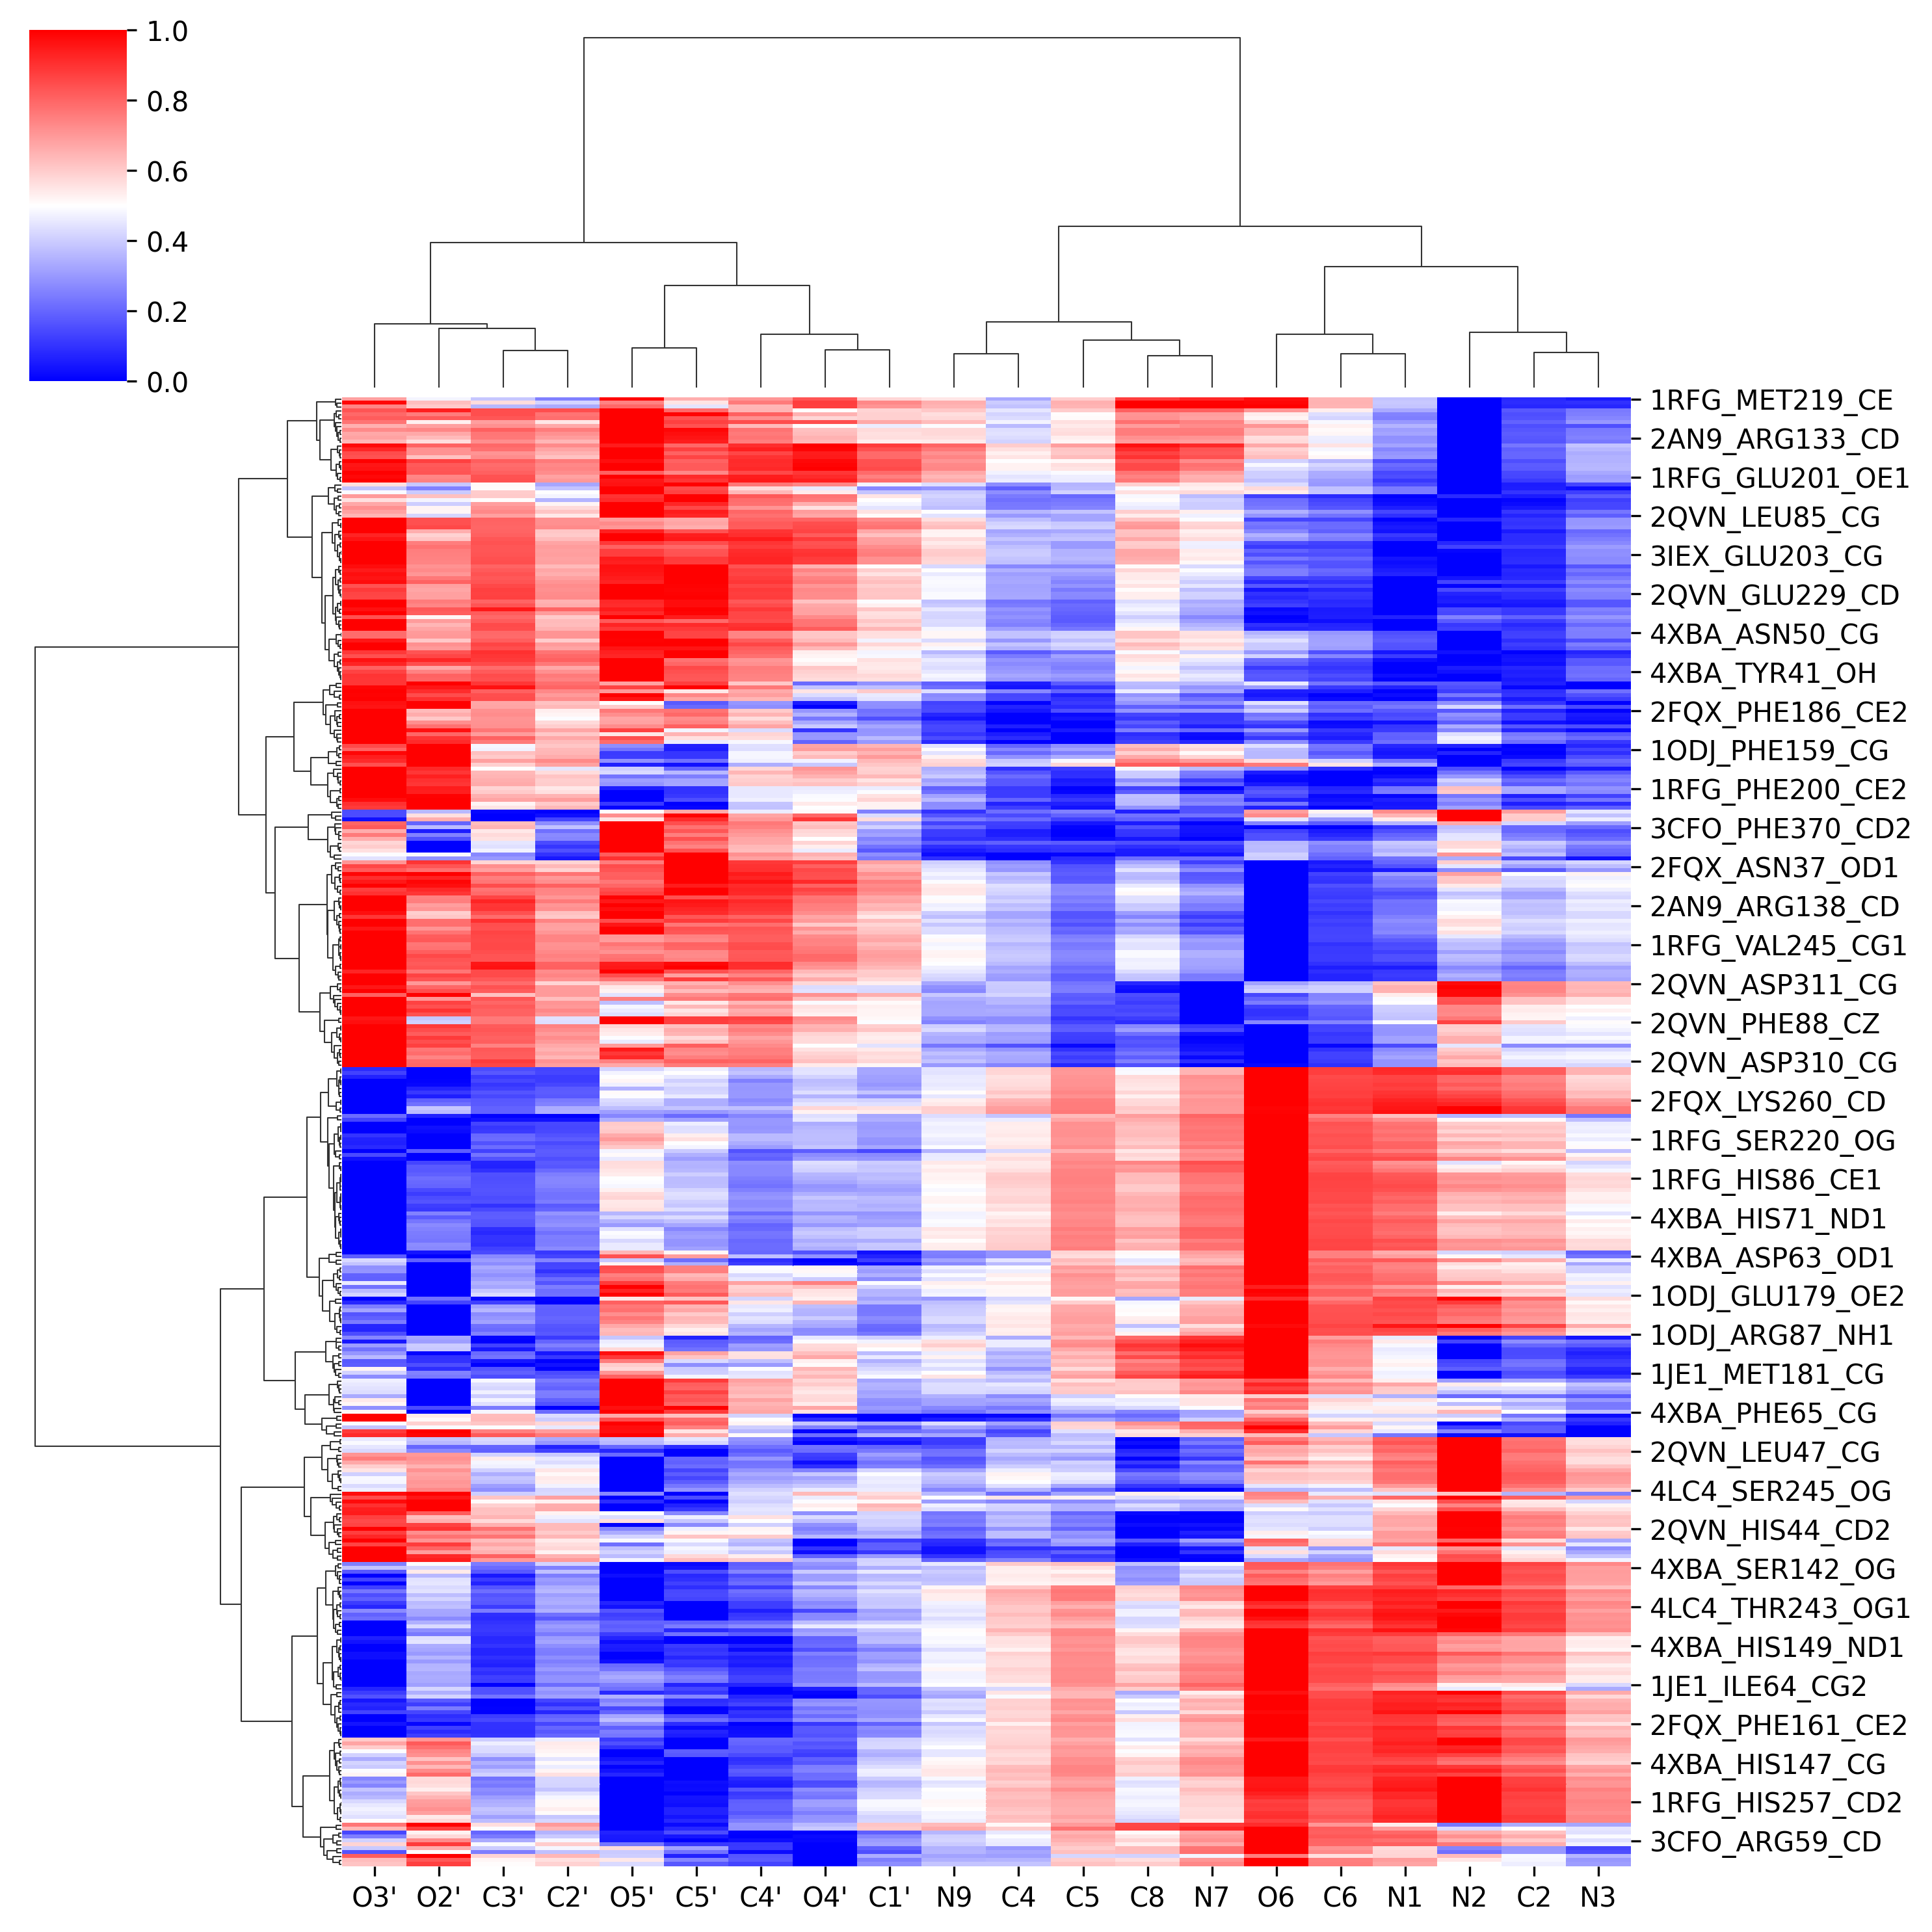 1.0
0.8
0.6
0.4
0.2
0.0
1RFG_MET219_CE
2AN9_ARG133_CD
1RFG_GLU201_OE1
2QVN_LEU85_CG
3IEX_GLU203_CG
2QVN_GLU229_CD
4XBA_ASN50_CG
4XBA_TYR41_OH
2FQX_PHE186_CE2
1ODJ_PHE159_CG
1RFG_PHE200_CE2
3CFO_PHE370_CD2
2FQX_ASN37_OD1
2AN9_ARG138_CD
1RFG_VAL245_CG1
2QVN_ASP311_CG
2QVN_PHE88_CZ
2QVN_ASP310_CG
2FQX_LYS260_CD
1RFG_SER220_OG
1RFG_HIS86_CE1
4XBA_HIS71_ND1
4XBA_ASP63_OD1
1ODJ_GLU179_OE2
1ODJ_ARG87_NH1
1JE1_MET181_CG
4XBA_PHE65_CG
2QVN_LEU47_CG
4LC4_SER245_OG
2QVN_HIS44_CD2
4XBA_SER142_OG
4LC4_THR243_OG1
4XBA_HIS149_ND1
1JE1_ILE64_CG2
2FQX_PHE161_CE2
4XBA_HIS147_CG
1RFG_HIS257_CD2
3CFO_ARG59_CD
O3' O2' C3' C2' O5' C5' C4' O4' C1' N9 C4 C5 C8 N7 O6 C6 N1 N2 C2 N3